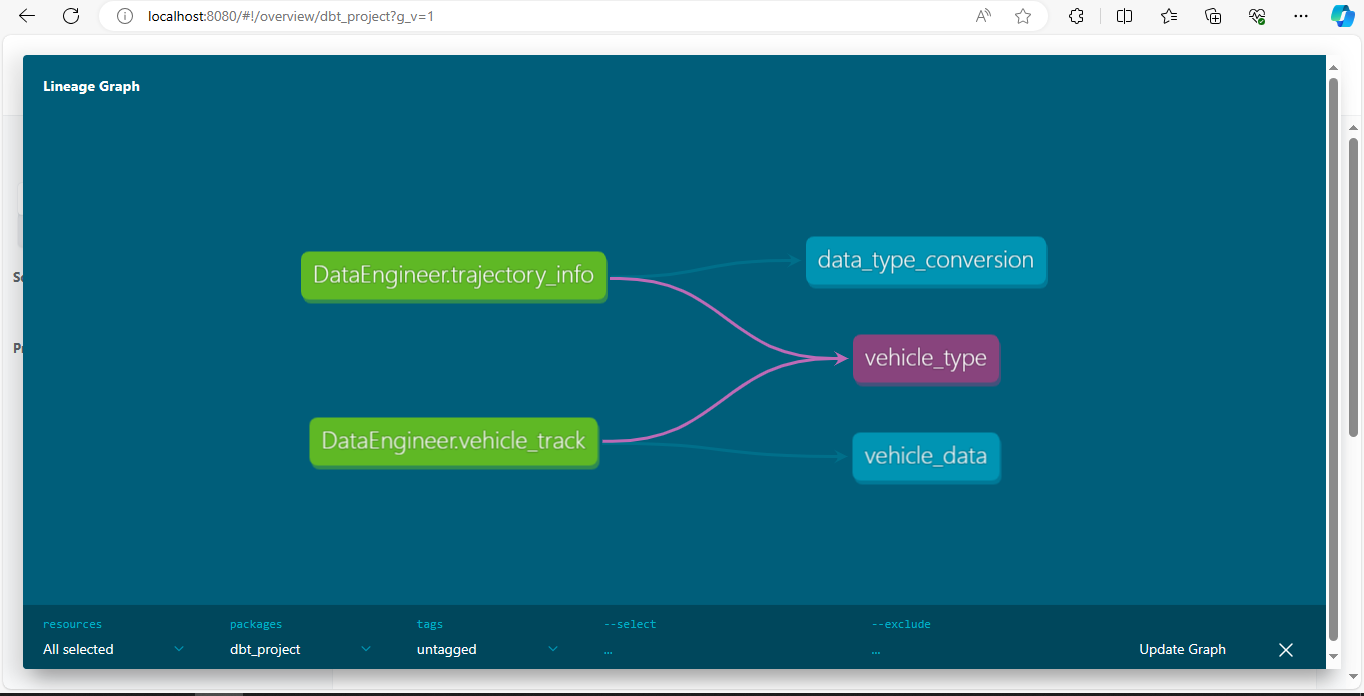 localhost:8080/#!/overview/dbt_project?g_v=1
Lineage Graph
DataEngineer.trajectory_info
data_type_conversion
vehicle_type
DataEngineer.vehicle_track
vehicle_data
resources packages tags --select --exclude
All selected dbt_project untagged ... ... Update Graph